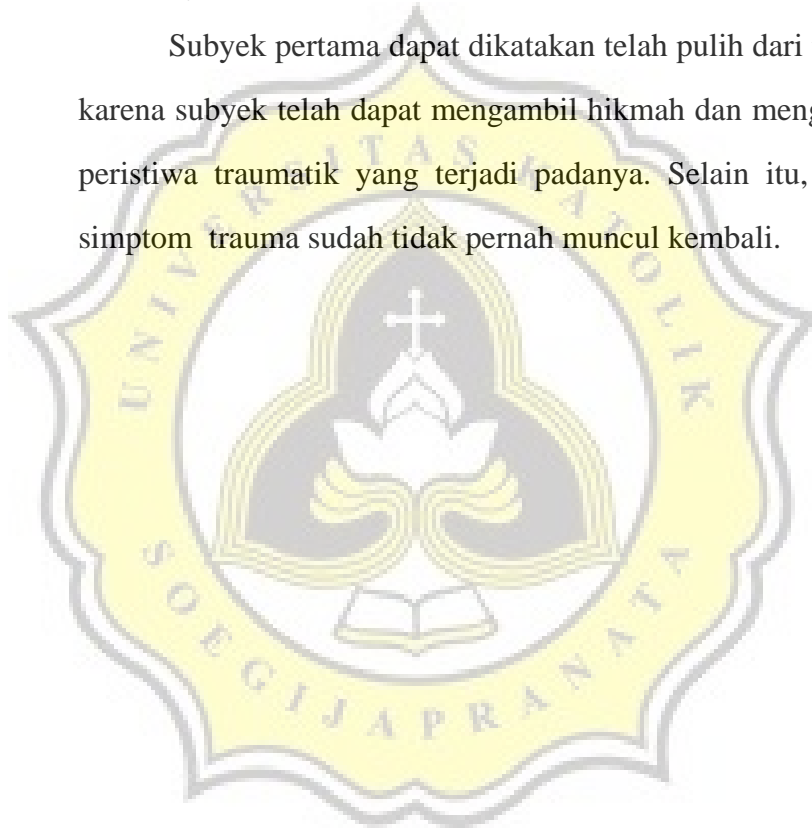 Subyek pertama dapat dikatakan telah pulih dari
karena subyek telah dapat mengambil hikmah dan
peristiwa traumatik yang terjadi padanya. Selain itu,
simptom trauma sudah tidak pernah muncul kembali.
UNIVERSITAS KATOLIK
SOEGIJAPRANATA